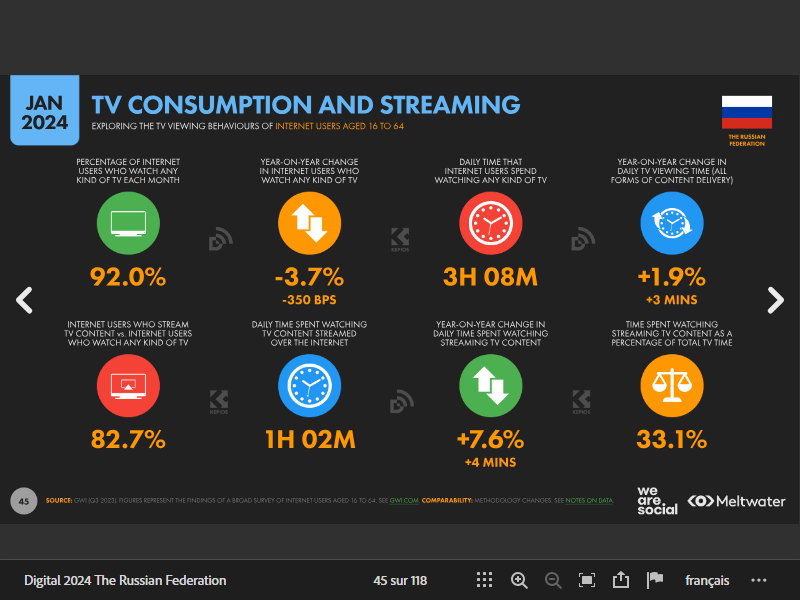 JAN
2024
TV CONSUMPTION AND STREAMING
EXPLORING THE TV VIEWING BEHAVIOURS OF INTERNET USERS AGED 16 TO 64
THE RUSSIAN
FEDERATION
PERCENTAGE OF INTERNET
USERS WHO WATCH ANY
KIND OF TV EACH MONTH
92.0%
YEAR-ON-YEAR CHANGE
IN INTERNET USERS WHO
WATCH ANY KIND OF TV
-3.7%
-350 BPS
DAILY TIME THAT
INTERNET USERS SPEND
WATCHING ANY KIND OF TV
3H 08M
YEAR-ON-YEAR CHANGE IN
DAILY TV VIEWING TIME (ALL
FORMS OF CONTENT DELIVERY)
+1.9%
+3 MINS
KEPIOS
INTERNET USERS WHO STREAM
TV CONTENT vs. INTERNET USERS
WHO WATCH ANY KIND OF TV
82.7%
DAILY TIME SPENT WATCHING
TV CONTENT STREAMED
OVER THE INTERNET
1H 02M
YEAR-ON-YEAR CHANGE IN
DAILY TIME SPENT WATCHING
STREAMING TV CONTENT
+7.6%
+4 MINS
TIME SPENT WATCHING
STREAMING TV CONTENT AS A
PERCENTAGE OF TOTAL TV TIME
33.1%
KEPIOS
KEPIOS
45
SOURCE: GWI (Q3 2023). FIGURES REPRESENT THE FINDINGS OF A BROAD SURVEY OF INTERNET USERS AGED 16 TO 64. SEE GWI.COM. COMPARABILITY: METHODOLOGY CHANGES. SEE NOTES ON DATA.
we
are.
social
Meltwater
Digital 2024 The Russian Federation
45 sur 118
français